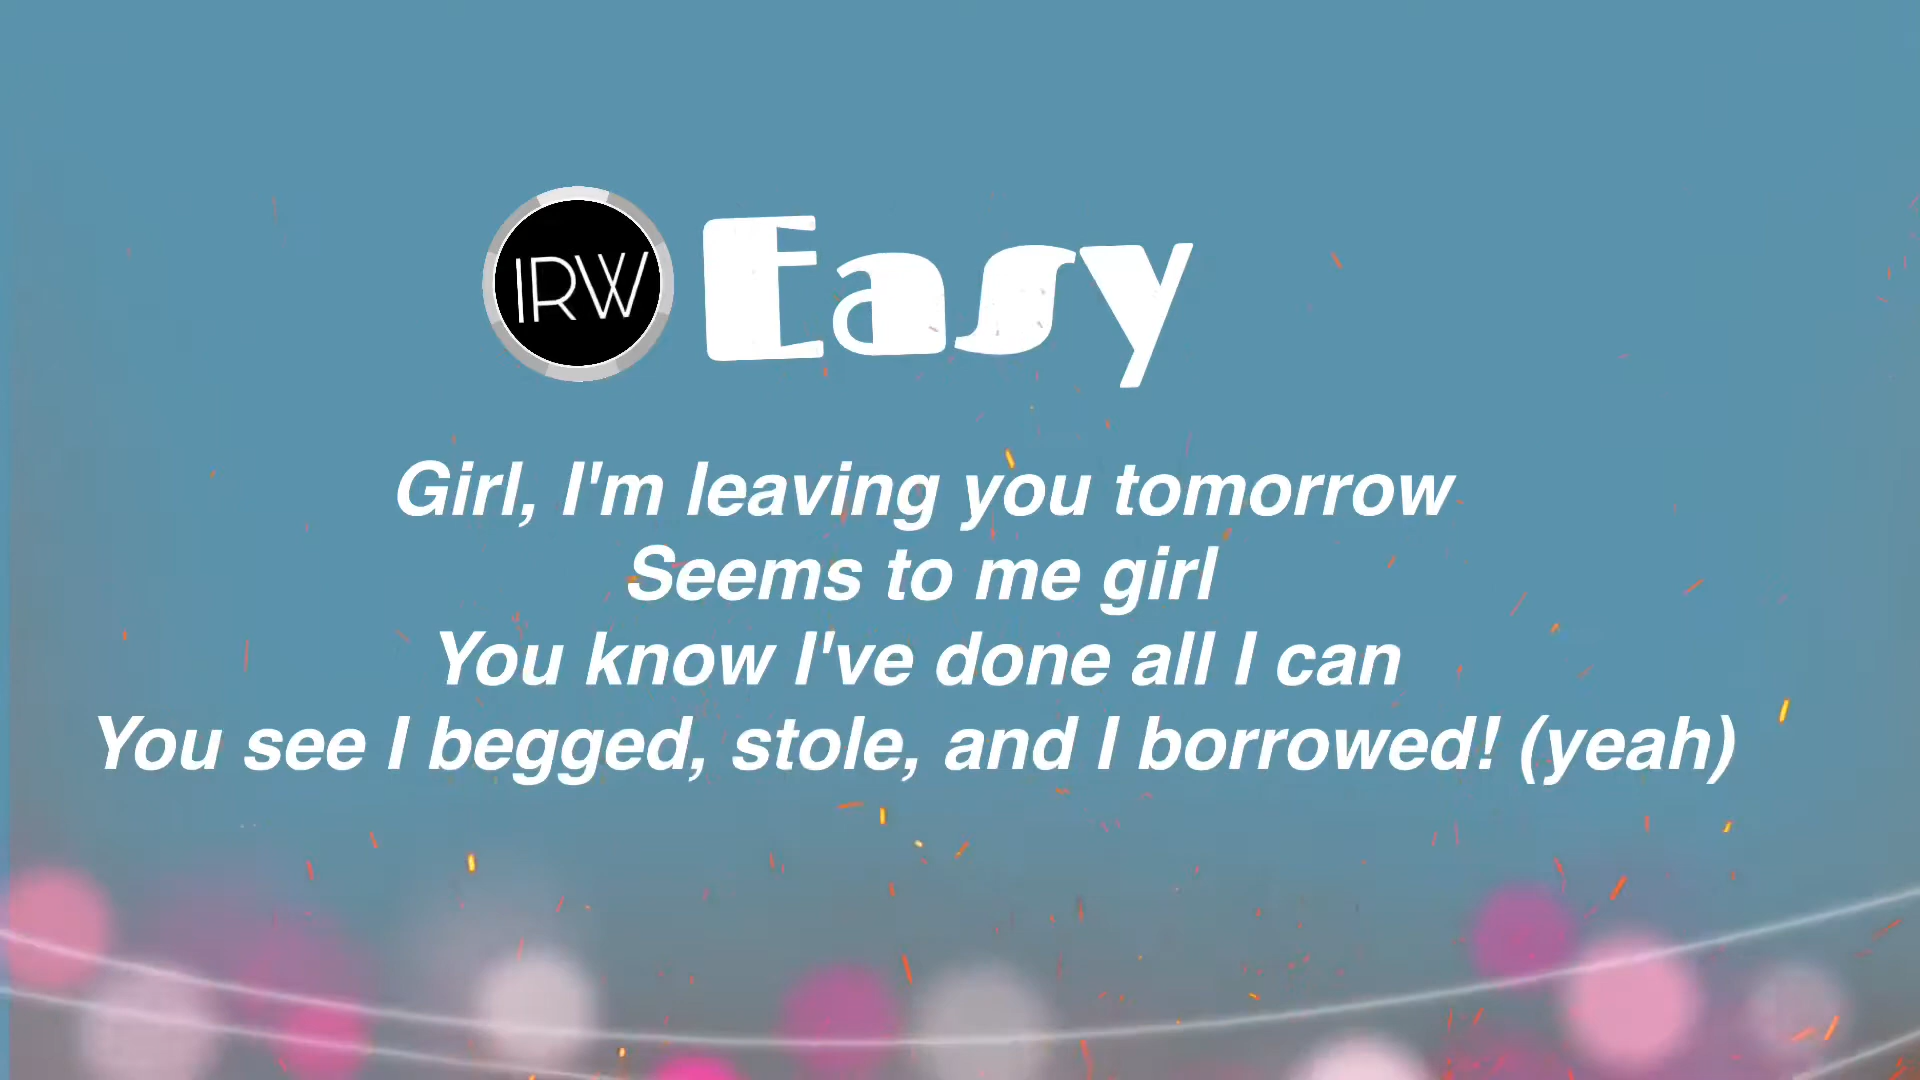 IRW Easy
Girl, I'm leaving you tomorrow
Seems to me girl
You know I've done all I can
You see I begged, stole, and I borrowed! (yeah)